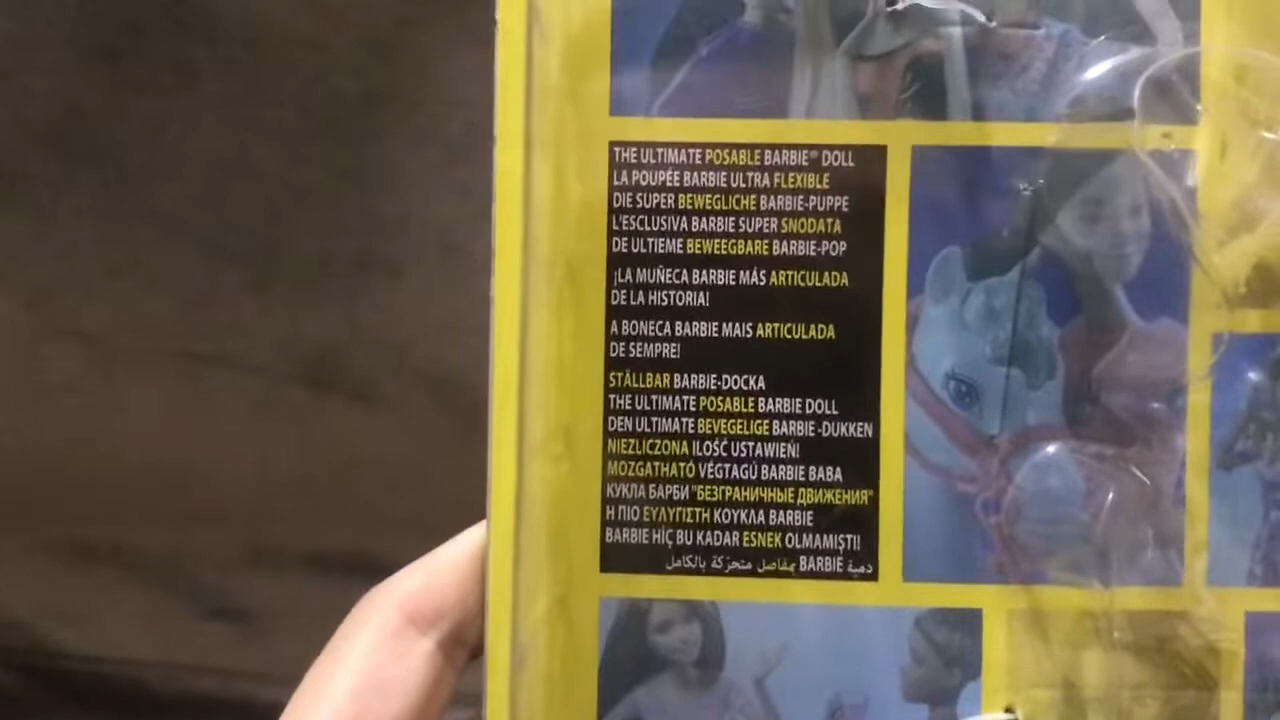 THE ULTIMATE POSABLE BARBIE® DOLL
LA POUPÉE BARBIE ULTRA FLEXIBLE
DIE SUPER BEWEGLICHE BARBIE-PUPPE
L'ESCLUSIVA BARBIE SUPER SNODATA
DE ULTIEME BEWEEGBARE BARBIE-POP
¡LA MUÑECA BARBIE MÁS ARTICULADA
DE LA HISTORIA!
A BONECA BARBIE MAIS ARTICULADA
DE SEMPRE!
STÄLLBAR BARBIE-DOCKA
THE ULTIMATE POSABLE BARBIE DOLL
DEN ULTIMATE BEVEGELIGE BARBIE -DUKKEN
NIEZLICZONA ILOŚĆ USTAWIEŃ!
MOZGATHATÓ VÉGTAGÚ BARBIE BABA
КУКЛА БАРБИ "БЕЗГРАНИЧНЫЕ ДВИЖЕНИЯ"
Η ΠΙΟ ΕΥΛΥΓΙΣΤΗ ΚΟΥΚΛΑ BARBIE
BARBIE HİÇ BU KADAR ESNEK OLMAMIŞTI!
دمية BARBIE بمفاصل متحركة بالكامل